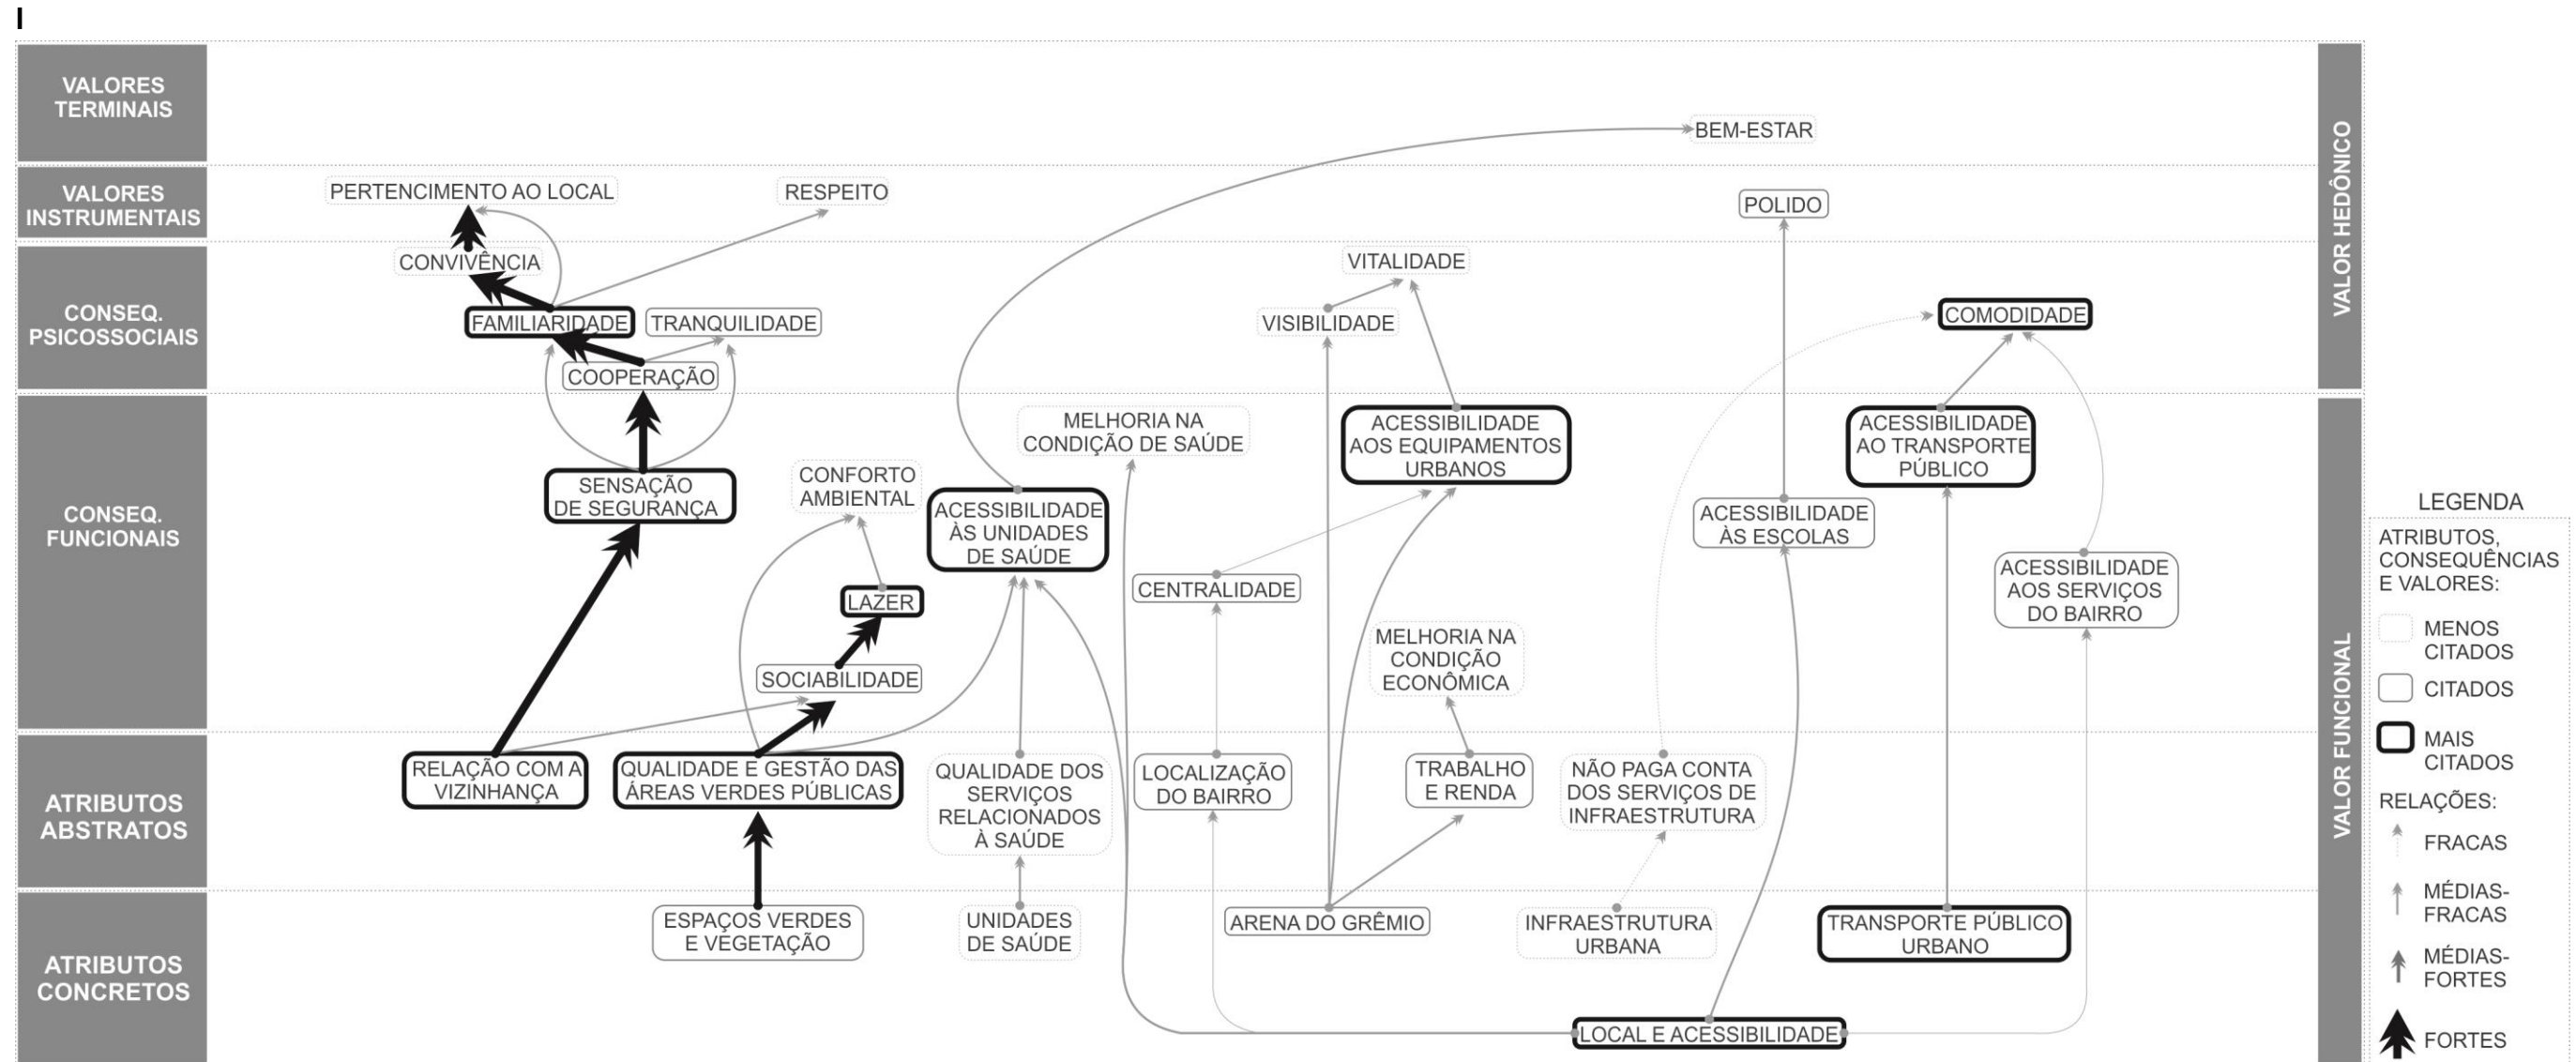 I
VALORES
TERMINAIS
BEM-ESTAR
VALORES
INSTRUMENTAIS
PERTENCIMENTO AO LOCAL
RESPEITO
POLIDO
VALOR HEDÔNICO
CONSEQ.
PSICOSSOCIAIS
CONVIVÊNCIA
VITALIDADE
FAMILIARIDADE
TRANQUILIDADE
VISIBILIDADE
COMODIDADE
COOPERAÇÃO
CONSEQ.
FUNCIONAIS
SENSAÇÃO
DE SEGURANÇA
CONFORTO
AMBIENTAL
ACESSIBILIDADE
ÀS UNIDADES
DE SAÚDE
MELHORIA NA
CONDIÇÃO DE SAÚDE
ACESSIBILIDADE
AOS EQUIPAMENTOS
URBANOS
ACESSIBILIDADE
ÀS ESCOLAS
ACESSIBILIDADE
AO TRANSPORTE
PÚBLICO
ACESSIBILIDADE
AOS SERVIÇOS
DO BAIRRO
LAZER
CENTRALIDADE
SOCIABILIDADE
MELHORIA NA
CONDIÇÃO
ECONÔMICA
VALOR FUNCIONAL
ATRIBUTOS
ABSTRATOS
RELAÇÃO COM A
VIZINHANÇA
QUALIDADE E GESTÃO DAS
ÁREAS VERDES PÚBLICAS
QUALIDADE DOS
SERVIÇOS
RELACIONADOS
À SAÚDE
LOCALIZAÇÃO
DO BAIRRO
TRABALHO
E RENDA
NÃO PAGA CONTA
DOS SERVIÇOS DE
INFRAESTRUTURA
ATRIBUTOS
CONCRETOS
ESPAÇOS VERDES
E VEGETAÇÃO
UNIDADES
DE SAÚDE
ARENA DO GRÊMIO
INFRAESTRUTURA
URBANA
TRANSPORTE PÚBLICO
URBANO
LOCAL E ACESSIBILIDADE
LEGENDA
ATRIBUTOS,
CONSEQUÊNCIAS
E VALORES:
MENOS
CITADOS
CITADOS
MAIS
CITADOS
RELAÇÕES:
FRACAS
MÉDIAS-
FRACAS
MÉDIAS-
FORTES
FORTES